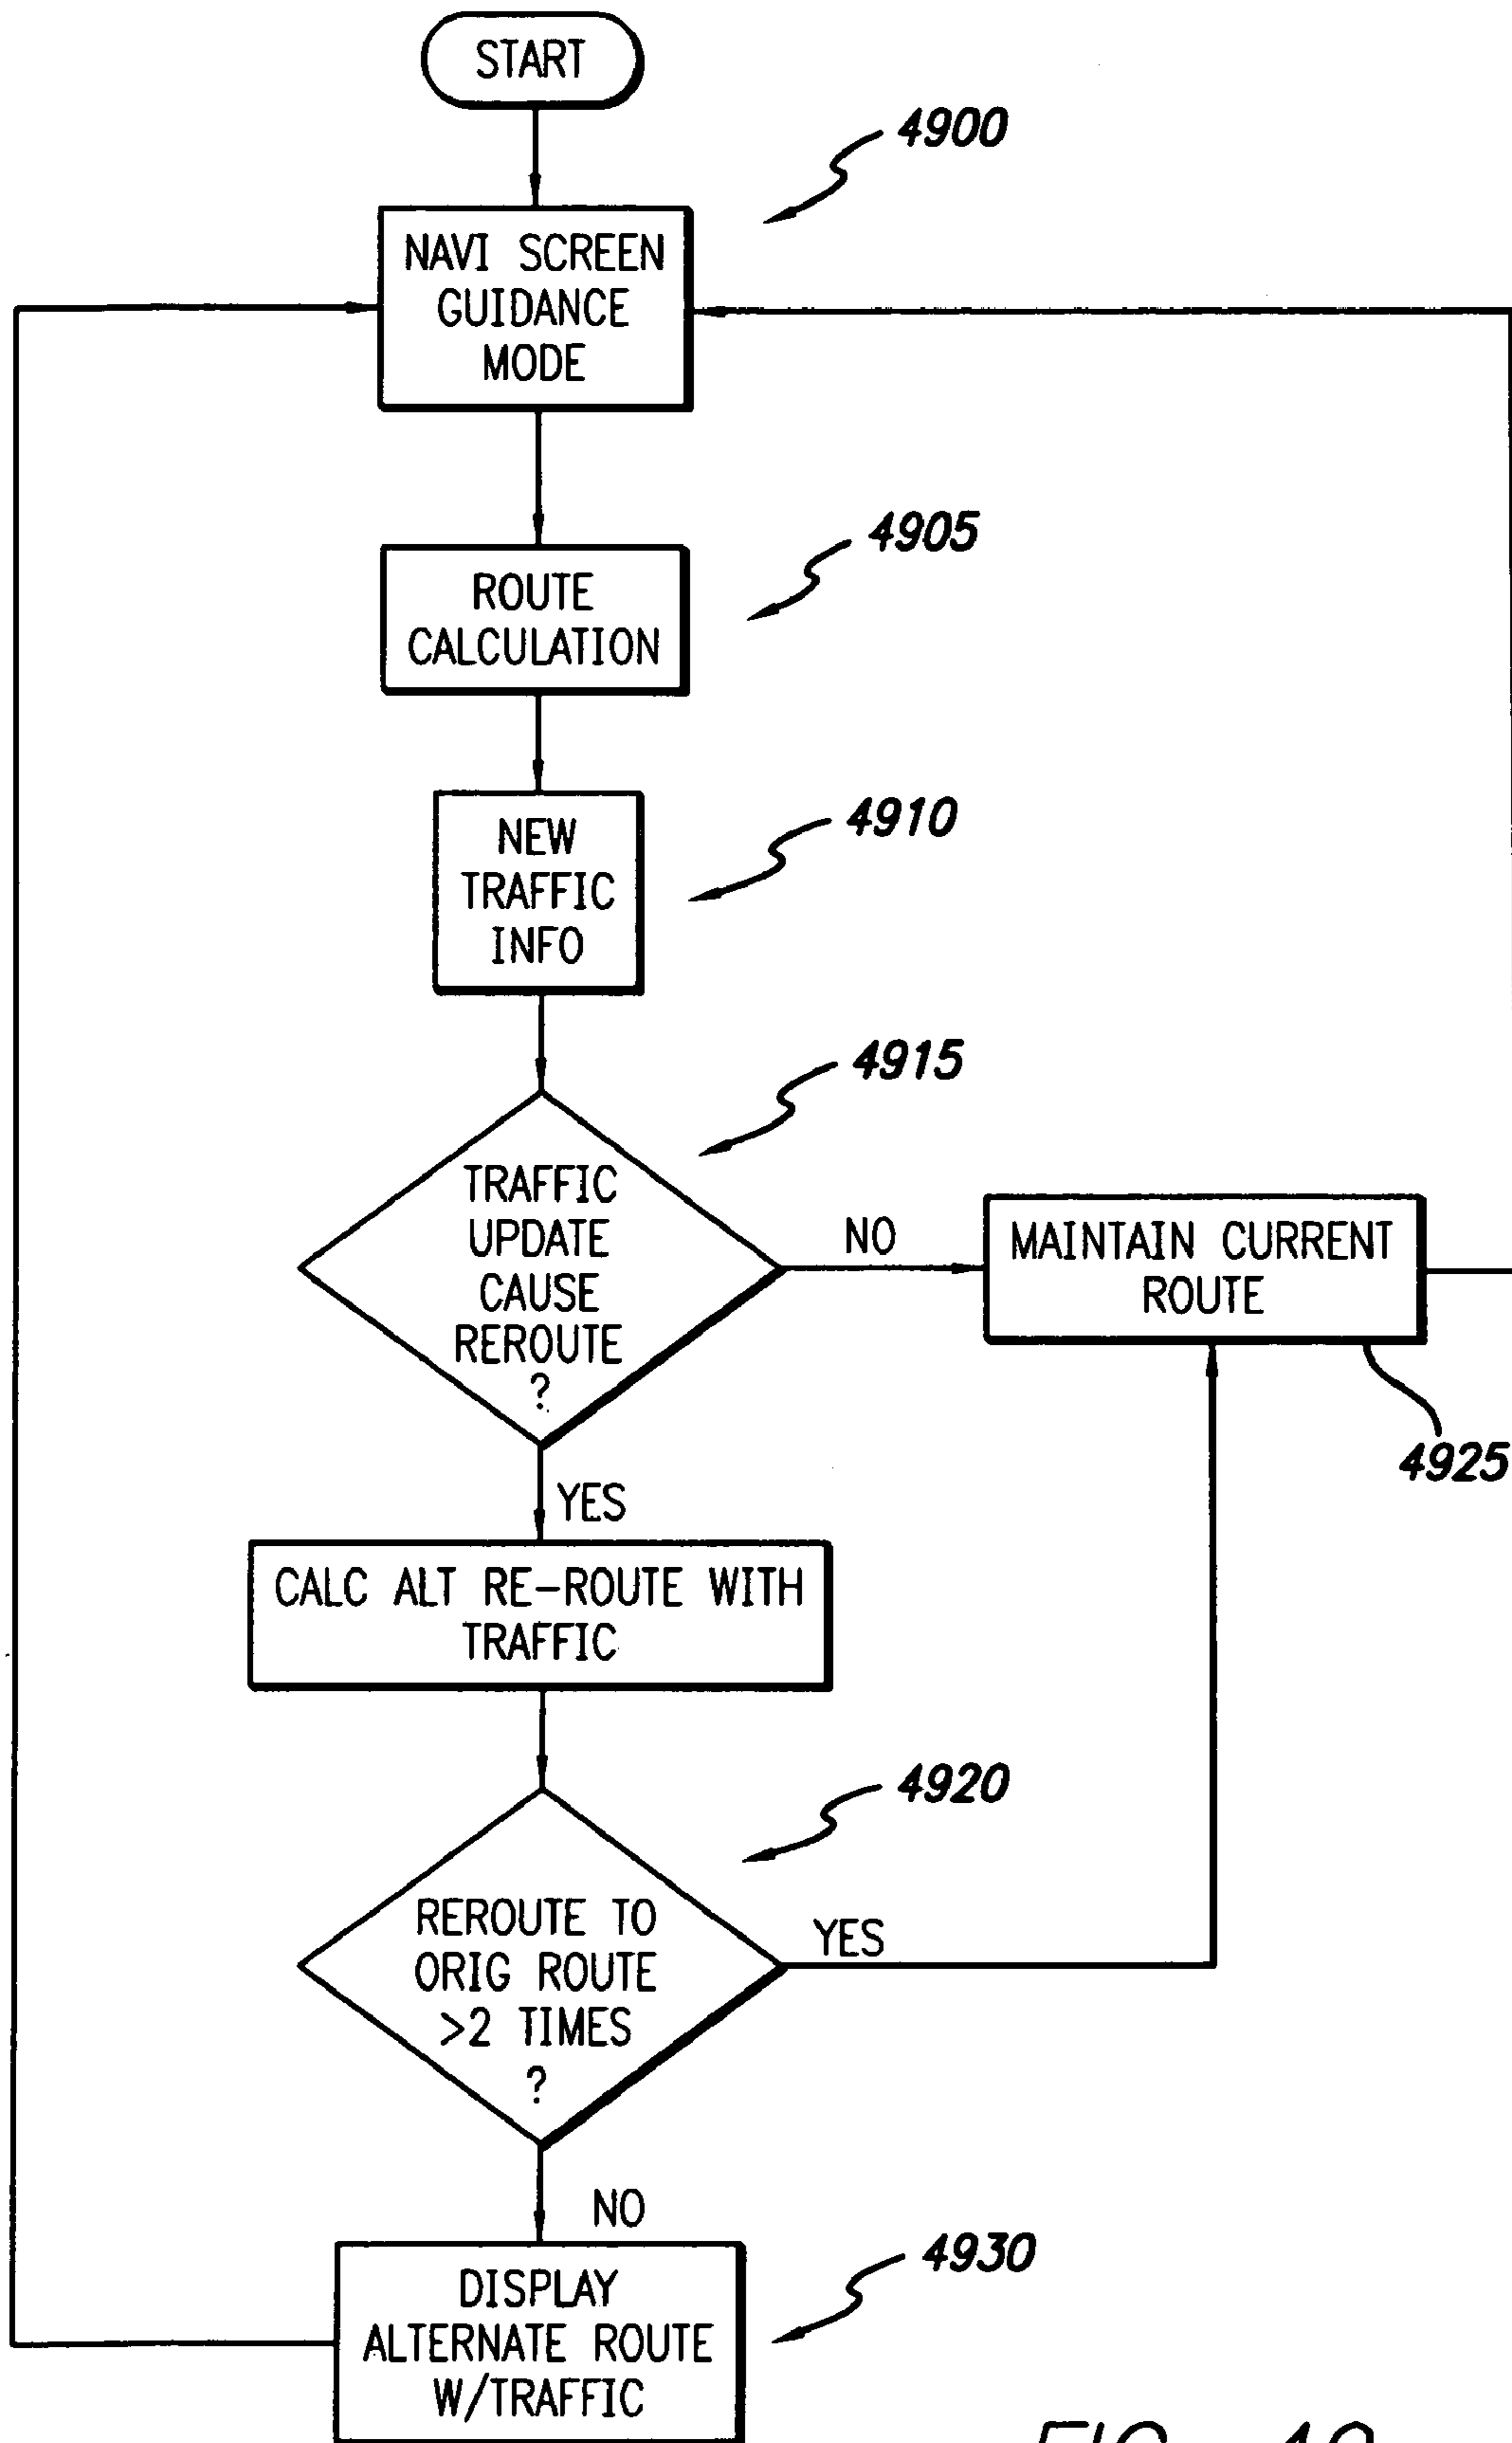 START
4900
NAVI SCREEN
GUIDANCE
MODE
4905
ROUTE
CALCULATION
4910
NEW
TRAFFIC
INFO
4915
TRAFFIC
UPDATE
CAUSE
REROUTE
?
NO
MAINTAIN CURRENT
ROUTE
4925
YES
CALC ALT RE-ROUTE WITH
TRAFFIC
4920
REROUTE TO
ORIG ROUTE
>2 TIMES
?
YES
NO
4930
DISPLAY
ALTERNATE ROUTE
W/TRAFFIC